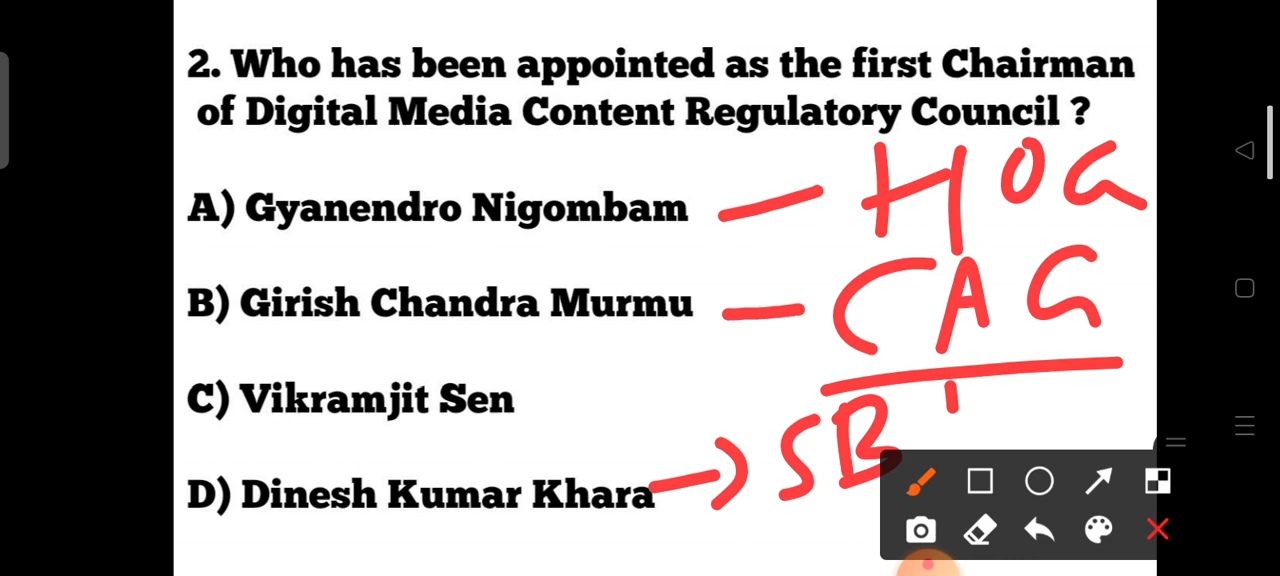 2. Who has been appointed as the first Chairman
of Digital Media Content Regulatory Council ?
A) Gyanendro Nigombam — HOG
B) Girish Chandra Murmu — CAG
C) Vikramjit Sen
D) Dinesh Kumar Khara → SBI